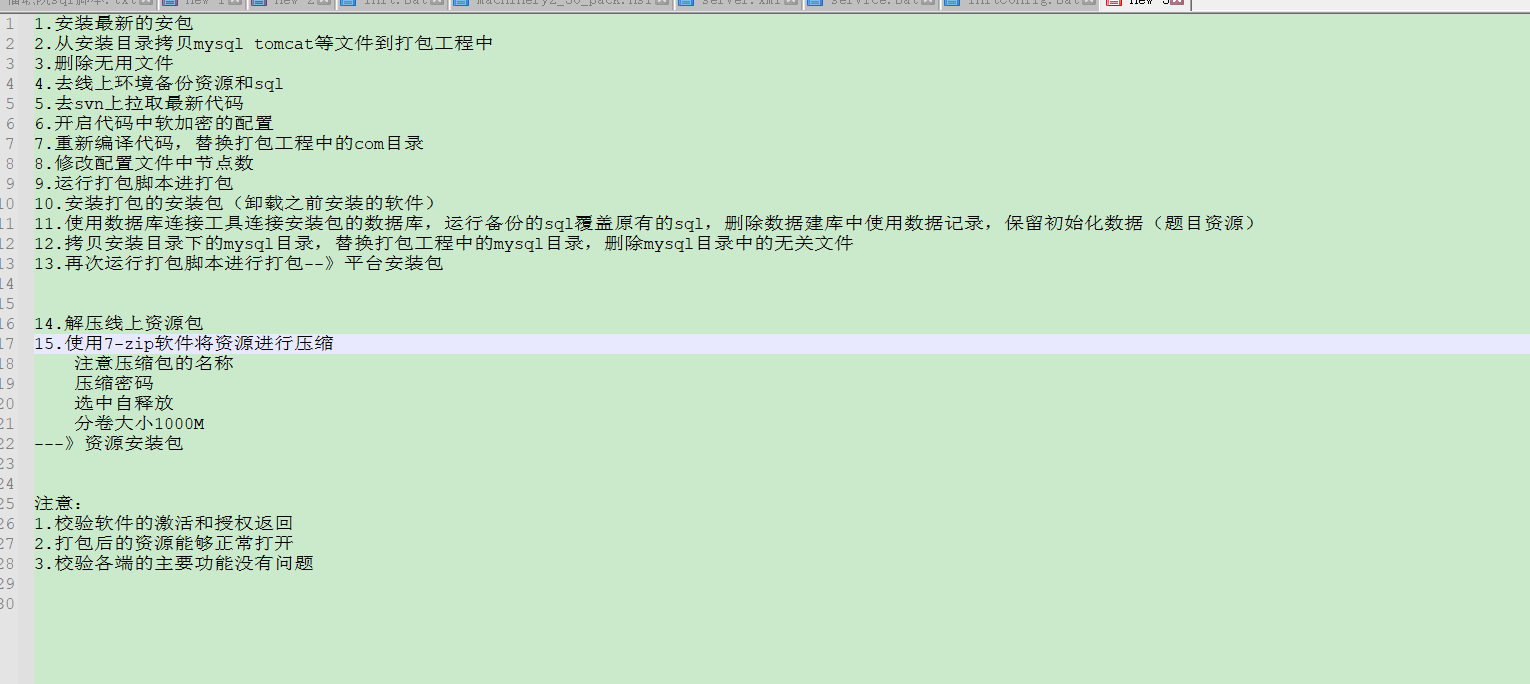 new 1 new 2 init.bat machinery2_30_pack.nsi server.xml service.bat initconfig.bat new 3
1 1.安装最新的安包
2 2.从安装目录拷贝mysql tomcat等文件到打包工程中
3 3.删除无用文件
4 4.去线上环境备份资源和sql
5 5.去svn上拉取最新代码
6 6.开启代码中软加密的配置
7 7.重新编译代码，替换打包工程中的com目录
8 8.修改配置文件中节点数
9 9.运行打包脚本进打包
10 10.安装打包的安装包（卸载之前安装的软件）
11 11.使用数据库连接工具连接安装包的数据库，运行备份的sql覆盖原有的sql，删除数据建库中使用数据记录，保留初始化数据（题目资源）
12 12.拷贝安装目录下的mysql目录，替换打包工程中的mysql目录，删除mysql目录中的无关文件
13 13.再次运行打包脚本进行打包--》平台安装包
14
15
16 14.解压线上资源包
17 15.使用7-zip软件将资源进行压缩
18 注意压缩包的名称
19 压缩密码
20 选中自释放
21 分卷大小1000M
22 ---》资源安装包
23
24
25 注意：
26 1.校验软件的激活和授权返回
27 2.打包后的资源能够正常打开
28 3.校验各端的主要功能没有问题
29
30